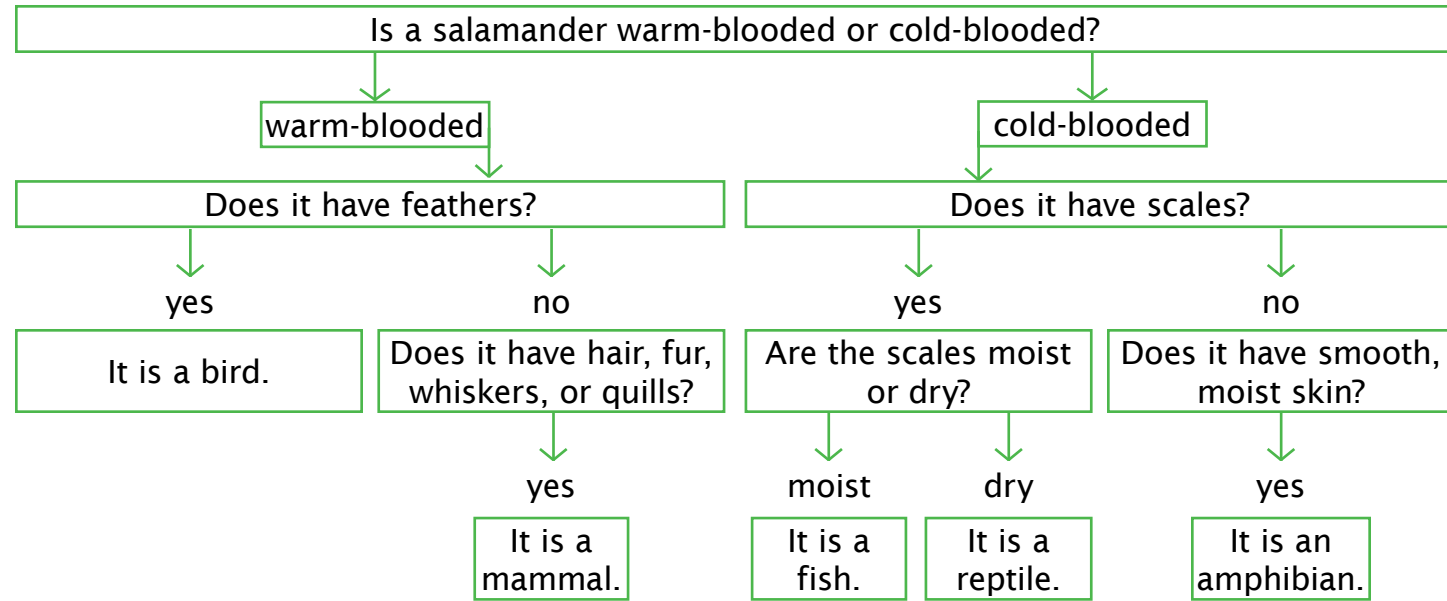 Is a salamander warm-blooded or cold-blooded?
warm-blooded
cold-blooded
Does it have feathers?
Does it have scales?
yes
no
yes
no
It is a bird.
Does it have hair, fur,
whiskers, or quills?
Are the scales moist
or dry?
Does it have smooth,
moist skin?
yes
moist
dry
yes
It is a
mammal.
It is a
fish.
It is a
reptile.
It is an
amphibian.